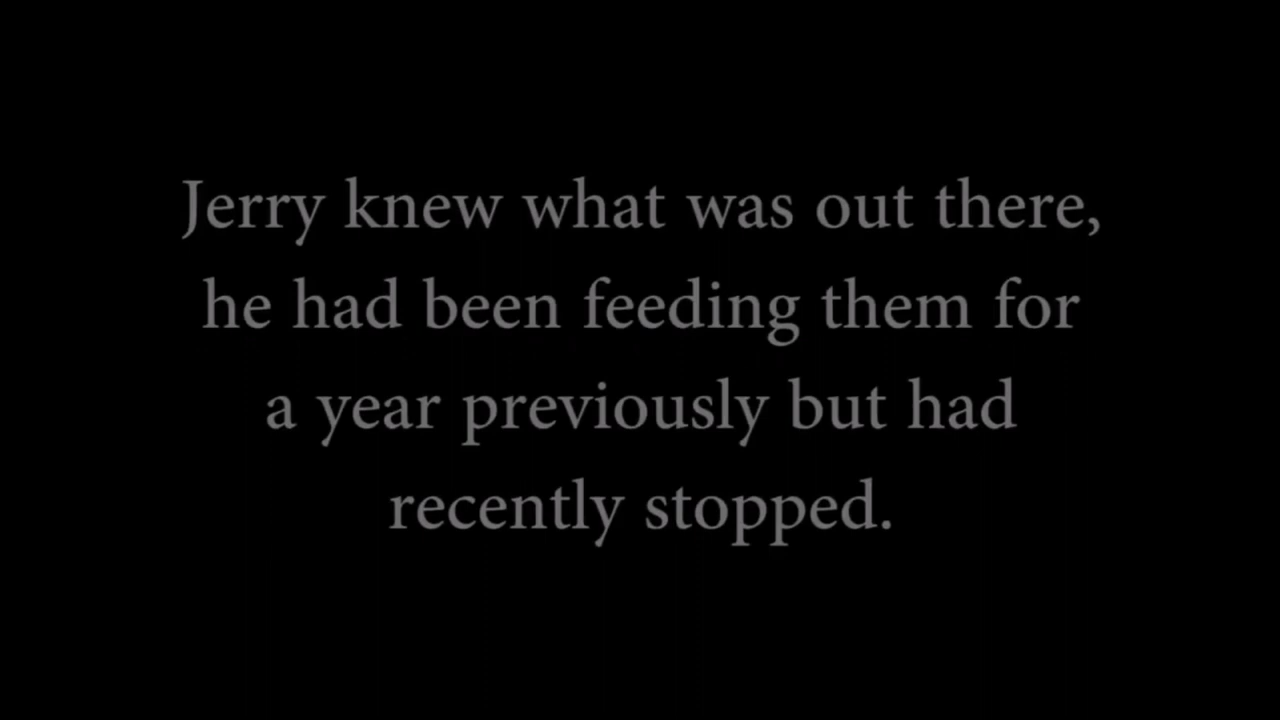 Jerry knew what was out there,
he had been feeding them for
a year previously but had
recently stopped.